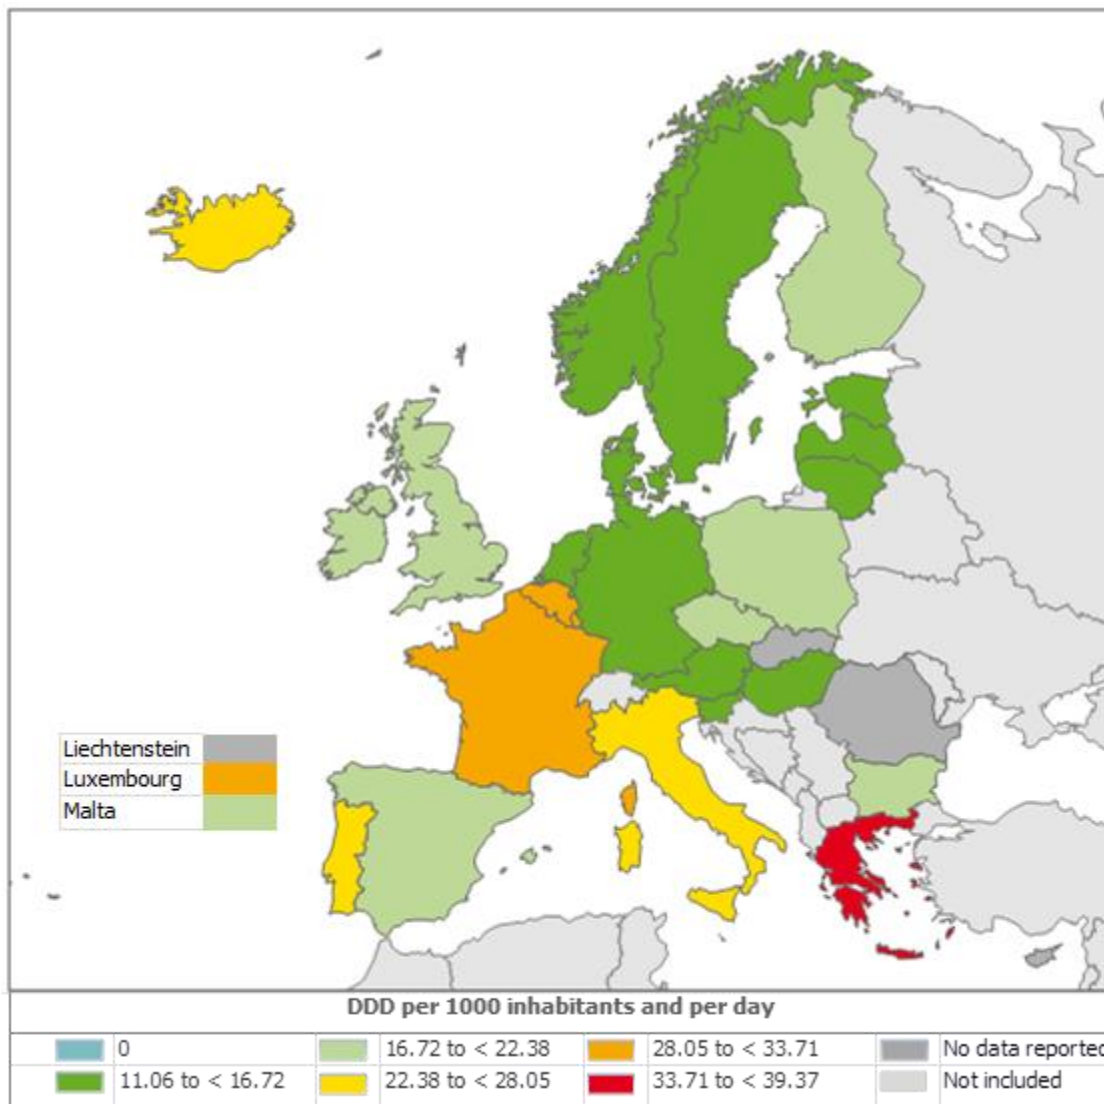 Liechtenstein
Luxembourg
Malta
DDD per 1000 inhabitants and per day
0 16.72 to < 22.38 28.05 to < 33.71 No data reported
11.06 to < 16.72 22.38 to < 28.05 33.71 to < 39.37 Not included